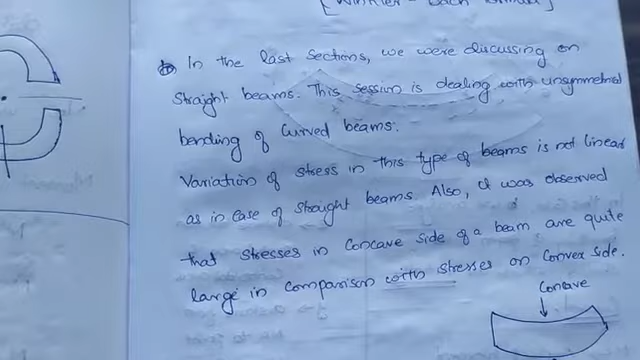 [Winkler - Bach formula]
In the last sections, we were discussing on
Straight beams. This session is dealing with unsymmetrical
bending of Curved beams.
Variation of stress in this type of beams is not linear
as in case of straight beams. Also, it was observed
that stresses in concave side of a beam are quite
large in comparison with stresses on Convex side.
Concave